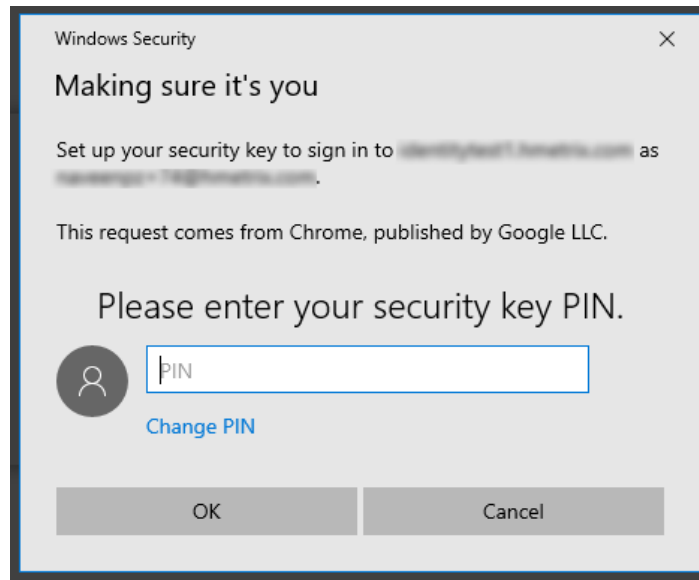 Windows Security
Making sure it's you
Set up your security key to sign in to as
.
This request comes from Chrome, published by Google LLC.
Please enter your security key PIN.
PIN
Change PIN
OK
Cancel